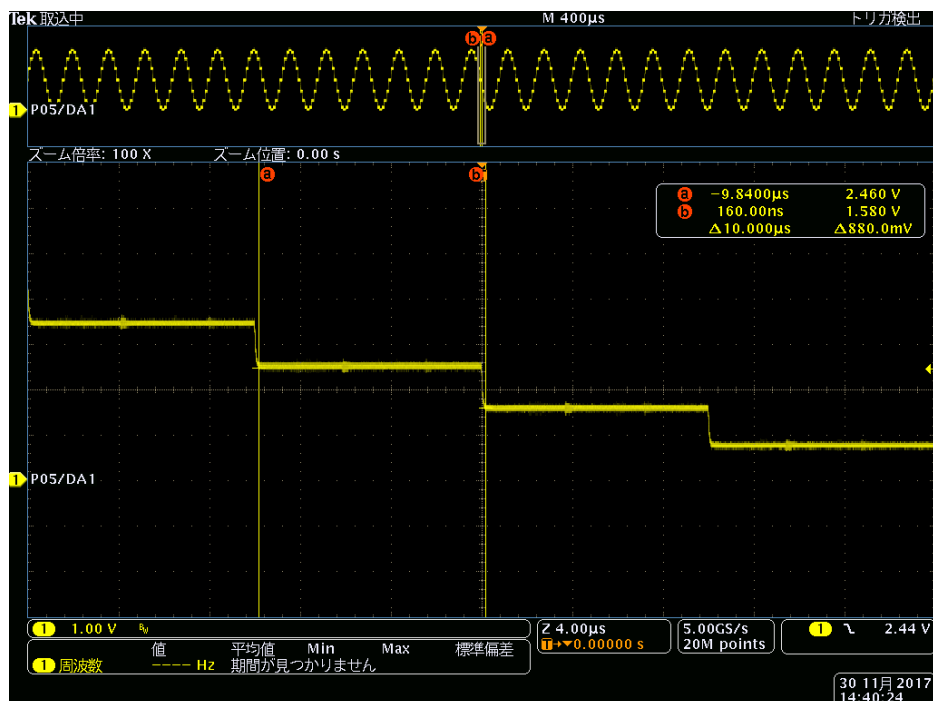 Tek 取込中 M 400µs トリガ検出
b a
1 P05/DA1
ズーム倍率: 100 X ズーム位置: 0.00 s
a b
a −9.8400µs 2.460 V
b 160.00ns 1.580 V
Δ10.000µs Δ880.0mV
1 P05/DA1
1 1.00 V BW Z 4.00µs 5.00GS/s 1 2.44 V
T→▼0.00000 s 20M points
値 平均値 Min Max 標準偏差
1 周波数 ---- Hz 期間が見つかりません
30 11月 2017
14:40:24